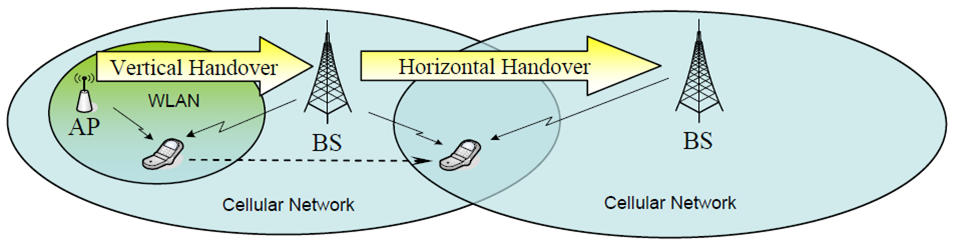 Vertical Handover
Horizontal Handover
WLAN
AP
BS
BS
Cellular Network
Cellular Network